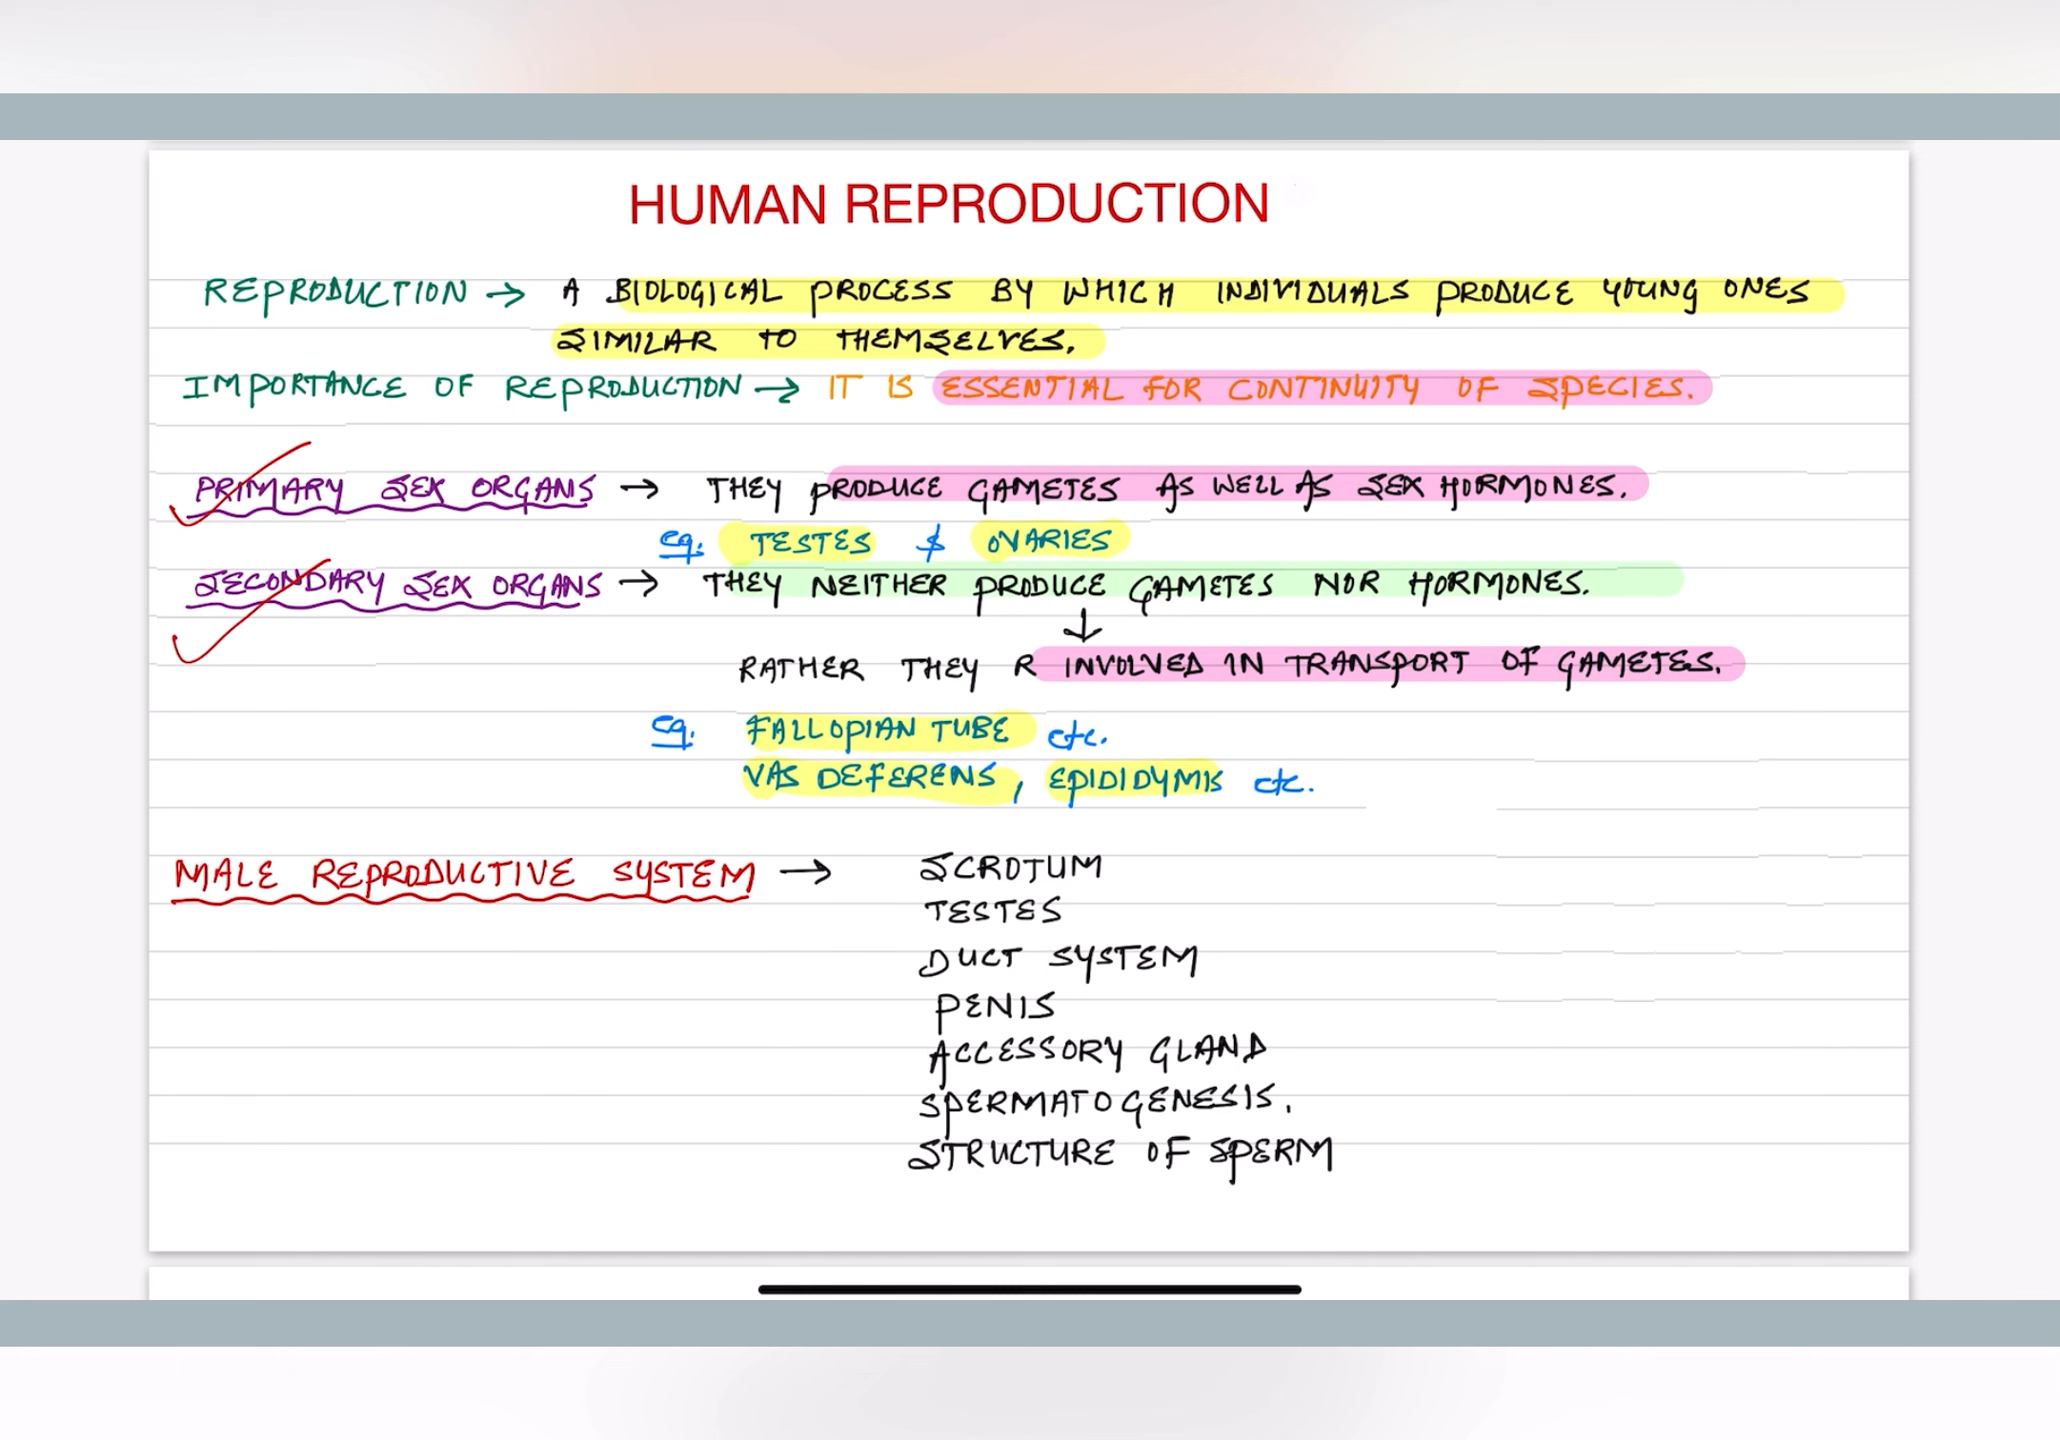 HUMAN REPRODUCTION
REPRODUCTION → A BIOLOGICAL PROCESS BY WHICH INDIVIDUALS PRODUCE YOUNG ONES
SIMILAR TO THEMSELVES.
IMPORTANCE OF REPRODUCTION → IT IS ESSENTIAL FOR CONTINUITY OF SPECIES.
PRIMARY SEX ORGANS → THEY PRODUCE GAMETES AS WELL AS SEX HORMONES.
eg. TESTES & OVARIES
SECONDARY SEX ORGANS → THEY NEITHER PRODUCE GAMETES NOR HORMONES.
↓
RATHER THEY R INVOLVED IN TRANSPORT OF GAMETES.
eg. FALLOPIAN TUBE etc.
VAS DEFERENS, EPIDIDYMIS etc.
MALE REPRODUCTIVE SYSTEM → SCROTUM
TESTES
DUCT SYSTEM
PENIS
ACCESSORY GLAND
SPERMATOGENESIS.
STRUCTURE OF SPERM